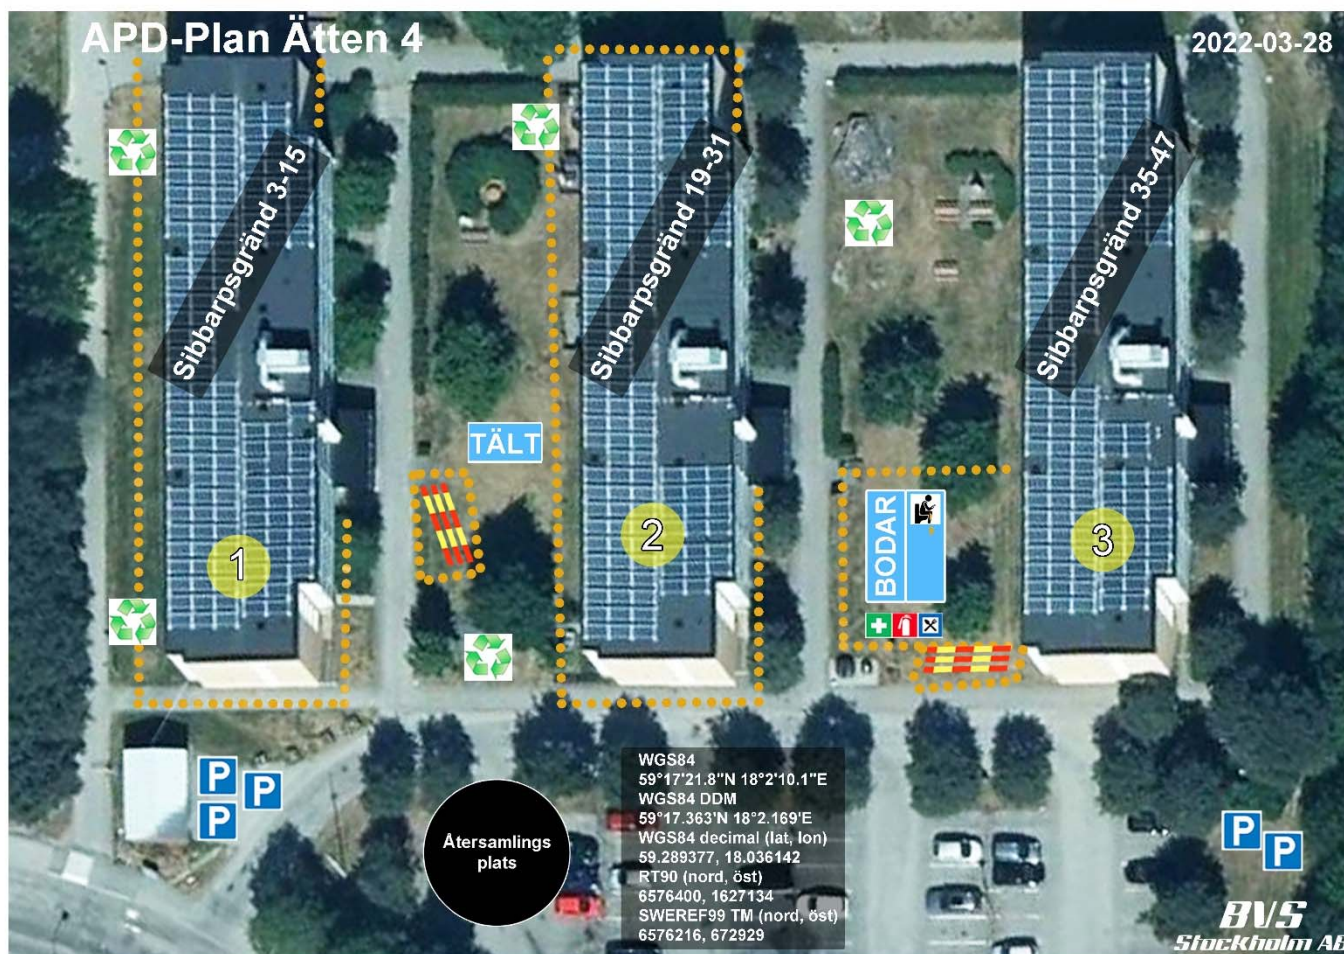 APD-Plan Ätten 4
2022-03-28
Sibbarpsgränd 3-15
Sibbarpsgränd 19-31
Sibbarpsgränd 35-47
TÄLT
1
2
3
BODAR
P
P
P
P
P
Återsamlings
plats
WGS84
59°17'21.8"N 18°2'10.1"E
WGS84 DDM
59°17.363'N 18°2.169'E
WGS84 decimal (lat, lon)
59.289377, 18.036142
RT90 (nord, öst)
6576400, 1627134
SWEREF99 TM (nord, öst)
6576216, 672929
BVS
Stockholm AB